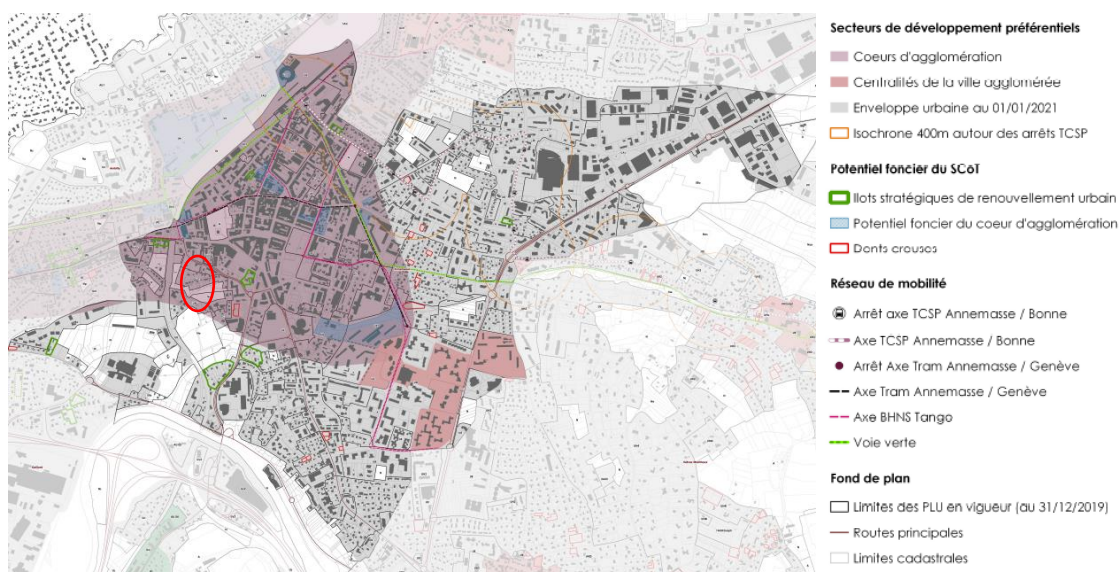 Secteurs de développement préférentiels
Coeurs d'agglomération
Centralités de la ville agglomérée
Enveloppe urbaine au 01/01/2021
Isochrone 400m autour des arrêts TCSP
Potentiel foncier du SCoT
Ilots stratégiques de renouvellement urbain
Potentiel foncier du coeur d'agglomération
Dents creuses
Réseau de mobilité
Arrêt axe TCSP Annemasse / Bonne
Axe TCSP Annemasse / Bonne
Arrêt Axe Tram Annemasse / Genève
Axe Tram Annemasse / Genève
Axe BHNS Tango
Voie verte
Fond de plan
Limites des PLU en vigueur (au 31/12/2019)
Routes principales
Limites cadastrales